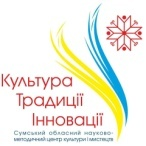 Культура
Традиції
Інновації
Сумський обласний науково-
методичний центр культури і мистецтв